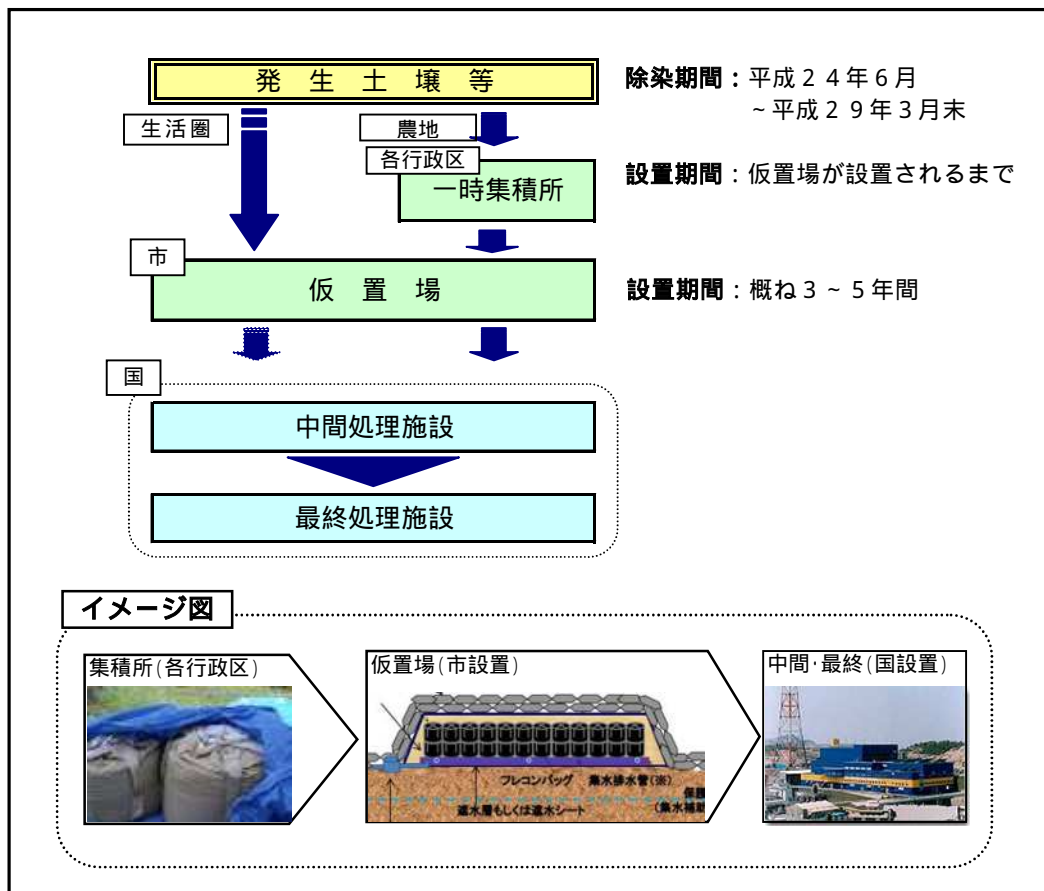 発 生 土 壌 等
除染期間：平成２４年６月
～平成２９年３月末
生活圏
農地
各行政区
一時集積所
設置期間：仮置場が設置されるまで
市
仮 置 場
設置期間：概ね３～５年間
国
中間処理施設
最終処理施設
イメージ図
集積所(各行政区)
仮置場(市設置)
中間･最終(国設置)
フレコンバッグ 集水排水管(※)
保護
遮水層もしくは遮水シート
(集水補助